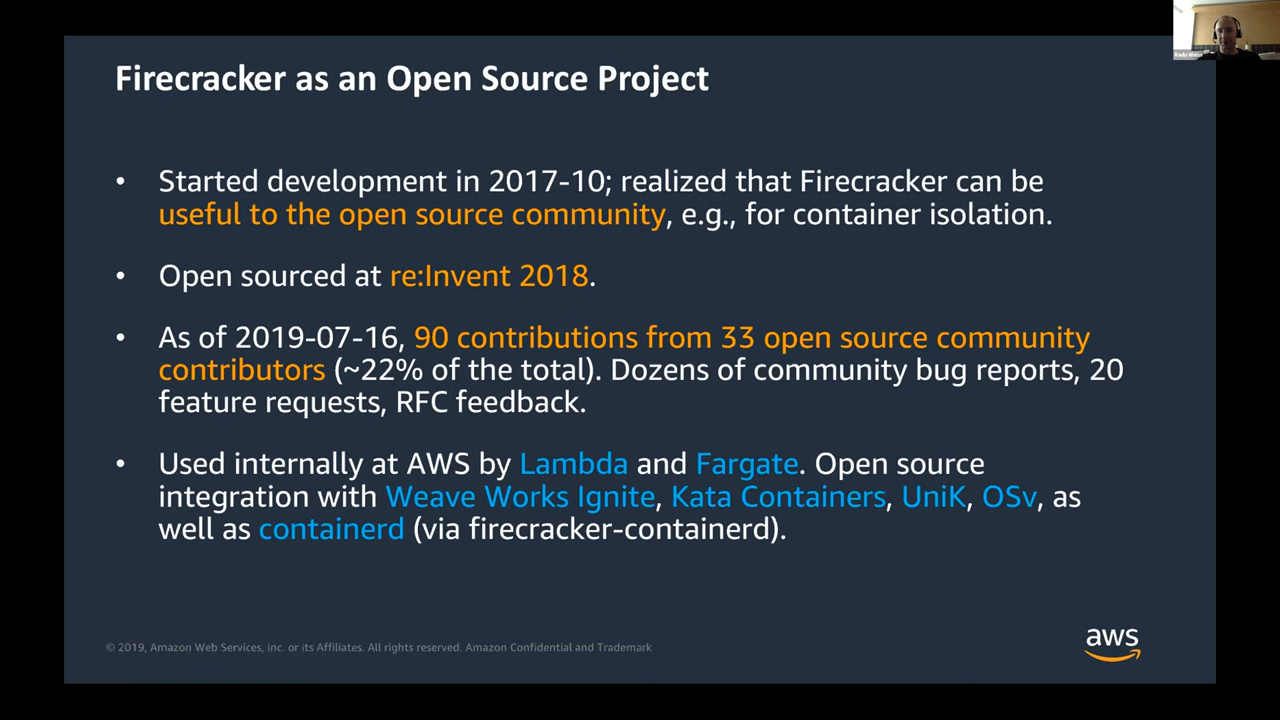 Radu Weiss
Firecracker as an Open Source Project
• Started development in 2017-10; realized that Firecracker can be
useful to the open source community, e.g., for container isolation.
• Open sourced at re:Invent 2018.
• As of 2019-07-16, 90 contributions from 33 open source community
contributors (~22% of the total). Dozens of community bug reports, 20
feature requests, RFC feedback.
• Used internally at AWS by Lambda and Fargate. Open source
integration with Weave Works Ignite, Kata Containers, UniK, OSv, as
well as containerd (via firecracker-containerd).
© 2019, Amazon Web Services, Inc. or its Affiliates. All rights reserved. Amazon Confidential and Trademark
aws